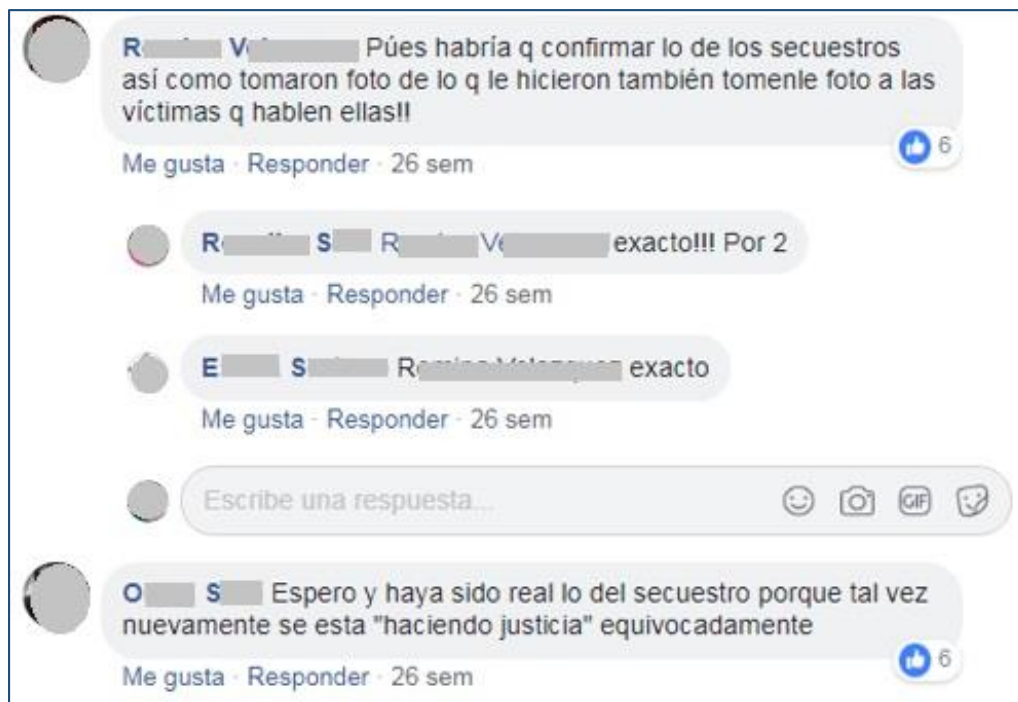 R V Púes habría q confirmar lo de los secuestros
así como tomaron foto de lo q le hicieron también tomenle foto a las
víctimas q hablen ellas!!
6
Me gusta · Responder · 26 sem
R S R Ve exacto!!! Por 2
Me gusta · Responder · 26 sem
E S R exacto
Me gusta · Responder · 26 sem
Escribe una respuesta...
GIF
O S Espero y haya sido real lo del secuestro porque tal vez
nuevamente se esta "haciendo justicia" equivocadamente
6
Me gusta · Responder · 26 sem